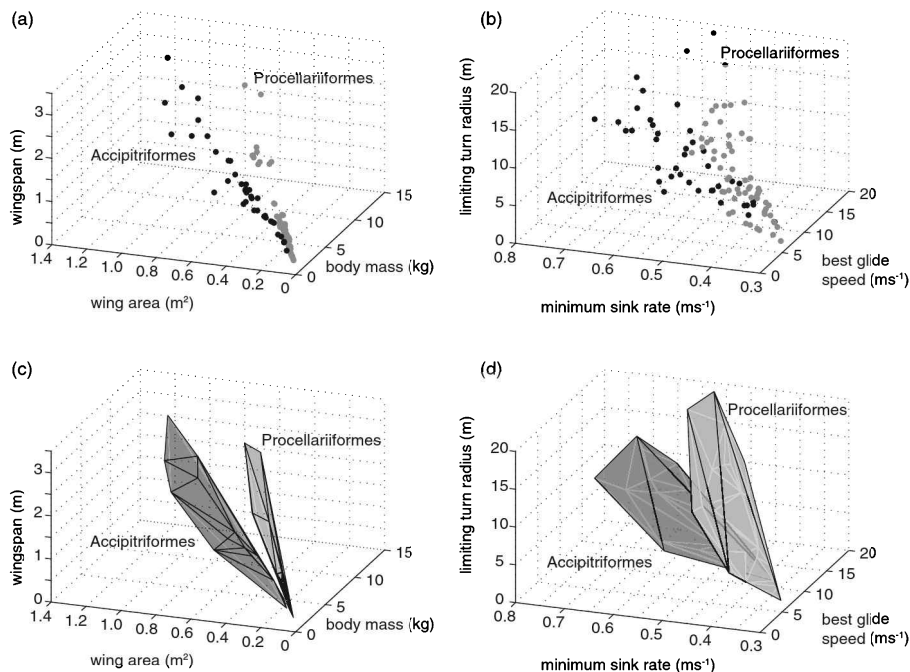 (a)
wingspan (m)
3
2
1
0
Procellariiformes
Accipitriformes
1.4 1.2 1.0 0.8 0.6 0.4 0.2 0
wing area (m²)
0 5 10 15
body mass (kg)
(b)
limiting turn radius (m)
20
15
10
5
0
Procellariiformes
Accipitriformes
0.8 0.7 0.6 0.5 0.4 0.3
minimum sink rate (ms⁻¹)
0 5 10 15 20
best glide
speed (ms⁻¹)
(c)
wingspan (m)
3
2
1
0
Procellariiformes
Accipitriformes
1.4 1.2 1.0 0.8 0.6 0.4 0.2 0
wing area (m²)
0 5 10 15
body mass (kg)
(d)
limiting turn radius (m)
20
15
10
5
0
Procellariiformes
Accipitriformes
0.8 0.7 0.6 0.5 0.4 0.3
minimum sink rate (ms⁻¹)
0 5 10 15 20
best glide
speed (ms⁻¹)